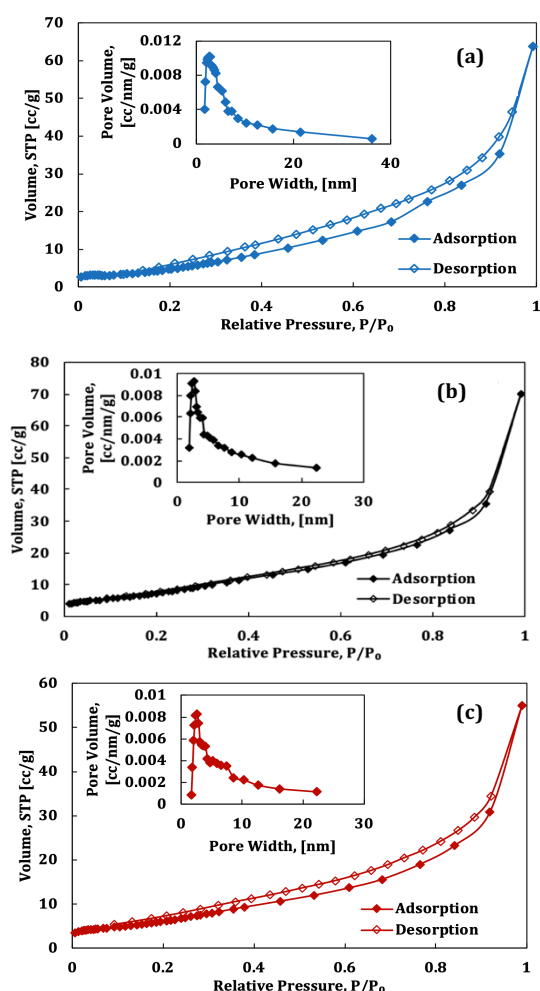 (a)
Volume, STP [cc/g]
70
60
50
40
30
20
10
0
0
0.2
0.4
0.6
0.8
1
Relative Pressure, P/P₀
Adsorption
Desorption
Pore Volume,
[cc/nm/g]
0.012
0.008
0.004
0
0
20
40
Pore Width, [nm]
(b)
Volume, STP [cc/g]
80
70
60
50
40
30
20
10
0
0
0.2
0.4
0.6
0.8
1
Relative Pressure, P/P₀
Adsorption
Desorption
Pore Volume,
[cc/nm/g]
0.01
0.008
0.006
0.004
0.002
0
0
10
20
30
Pore Width, [nm]
(c)
Volume, STP [cc/g]
60
50
40
30
20
10
0
0
0.2
0.4
0.6
0.8
1
Relative Pressure, P/P₀
Adsorption
Desorption
Pore Volume,
[cc/nm/g]
0.01
0.008
0.006
0.004
0.002
0
0
10
20
30
Pore Width, [nm]